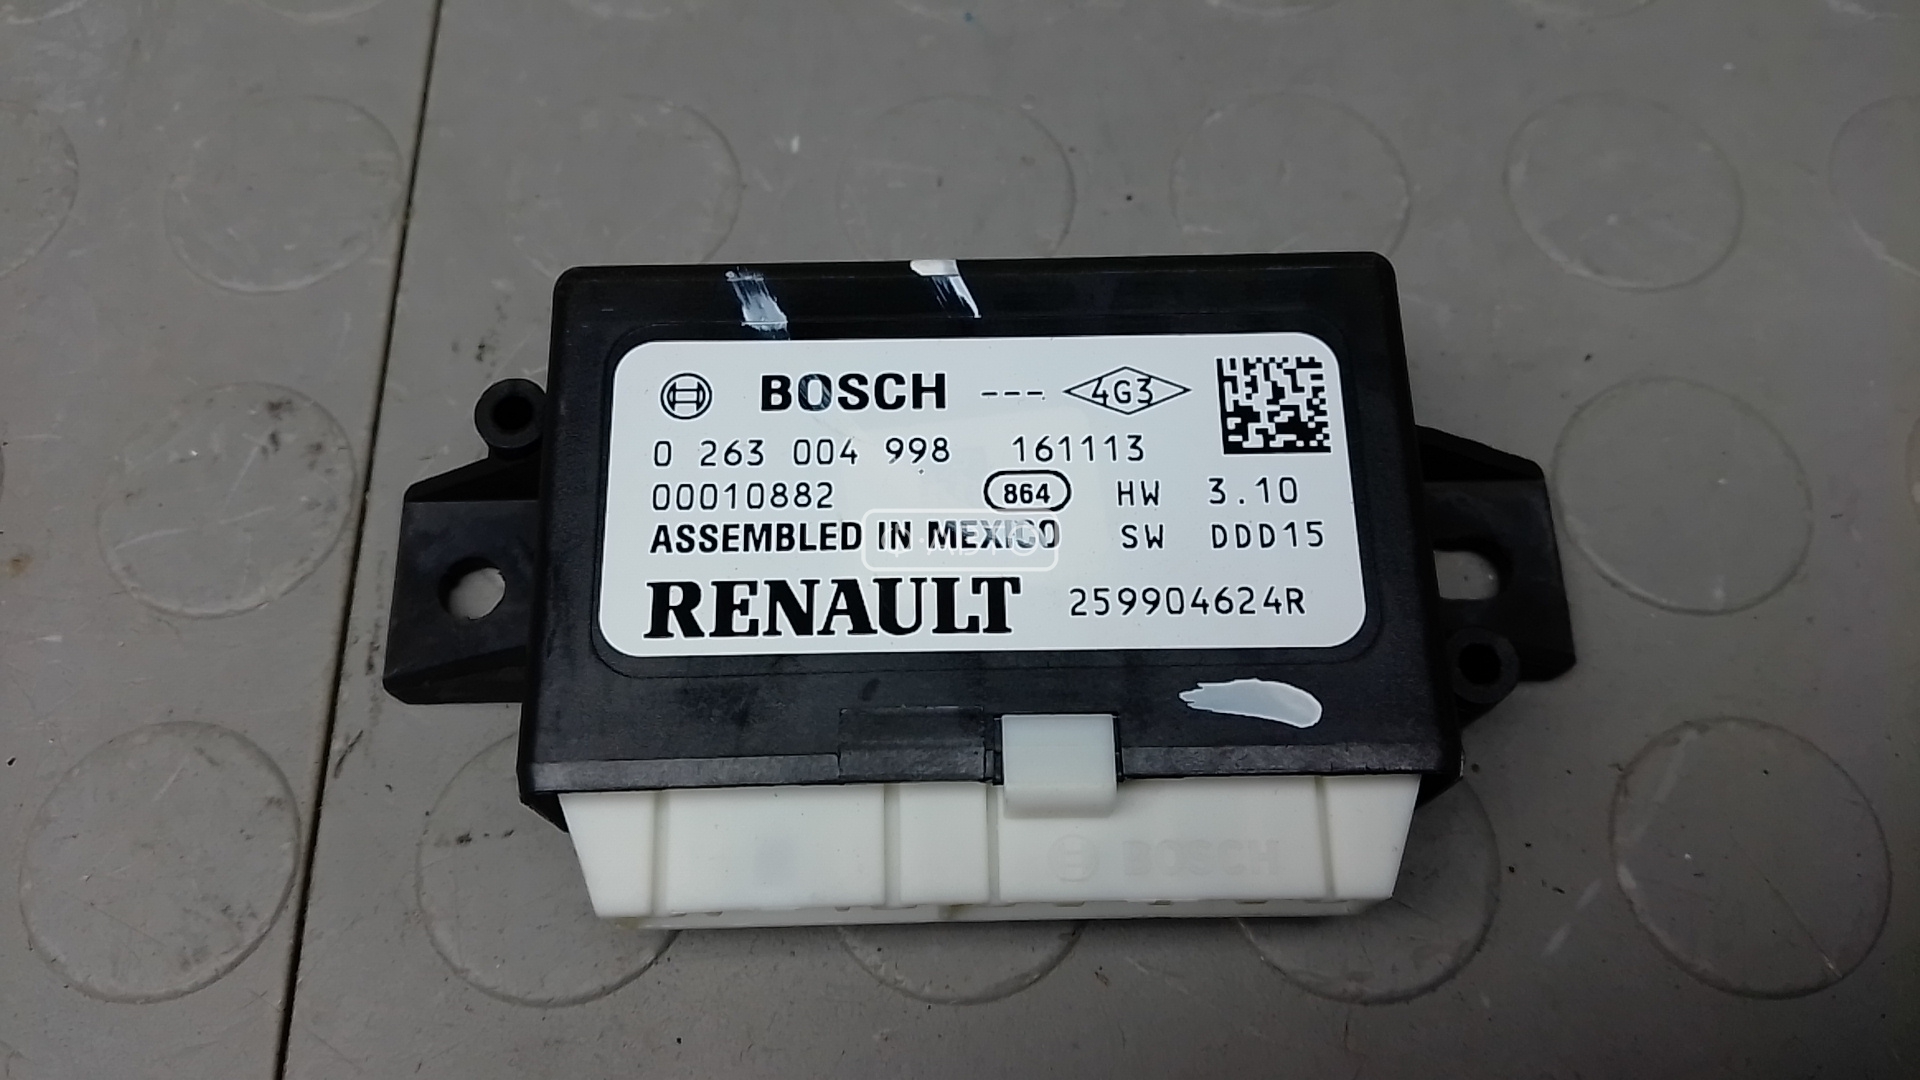 BOSCH --- 4G3
0 263 004 998 161113
00010882 864 HW 3.10
ASSEMBLED IN MEXICO SW DDD15
RENAULT 259904624R
BOSCH